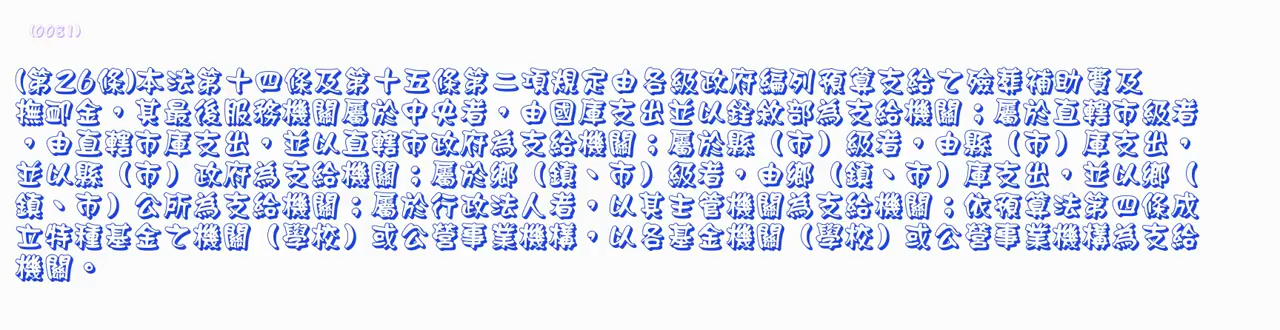 (0081)
(第26條)本法第十四條及第十五條第二項規定由各級政府編列預算支給之殮葬補助費及
撫卹金，其最後服務機關屬於中央者，由國庫支出並以銓敘部為支給機關；屬於直轄市級者
，由直轄市庫支出，並以直轄市政府為支給機關；屬於縣（市）級者，由縣（市）庫支出，
並以縣（市）政府為支給機關；屬於鄉（鎮、市）級者，由鄉（鎮、市）庫支出，並以鄉（
鎮、市）公所為支給機關；屬於行政法人者，以其主管機關為支給機關；依預算法第四條成
立特種基金之機關（學校）或公營事業機構，以各基金機關（學校）或公營事業機構為支給
機關。